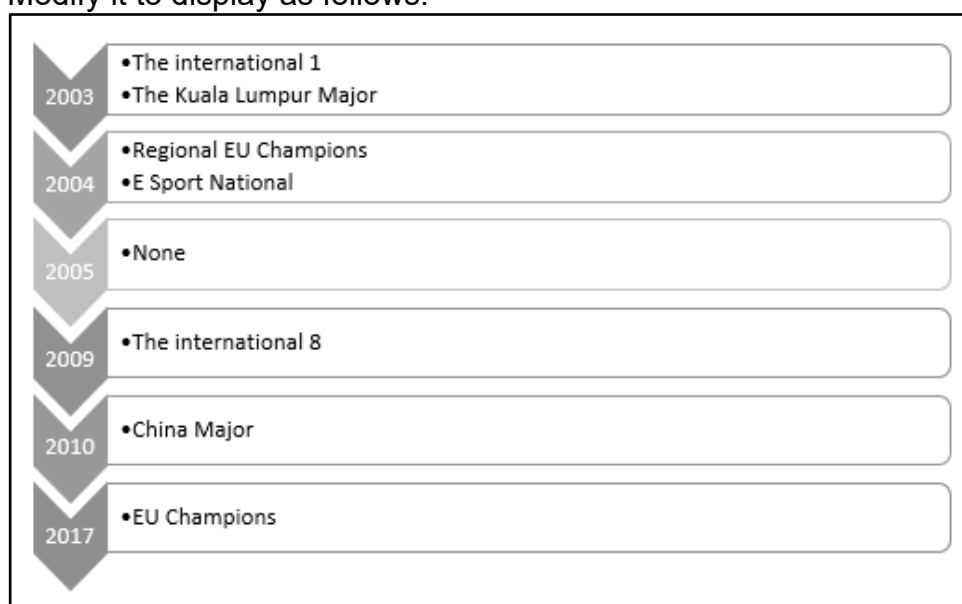 Modify it to display as follows:
2003
•The international 1
•The Kuala Lumpur Major
2004
•Regional EU Champions
•E Sport National
2005
•None
2009
•The international 8
2010
•China Major
2017
•EU Champions